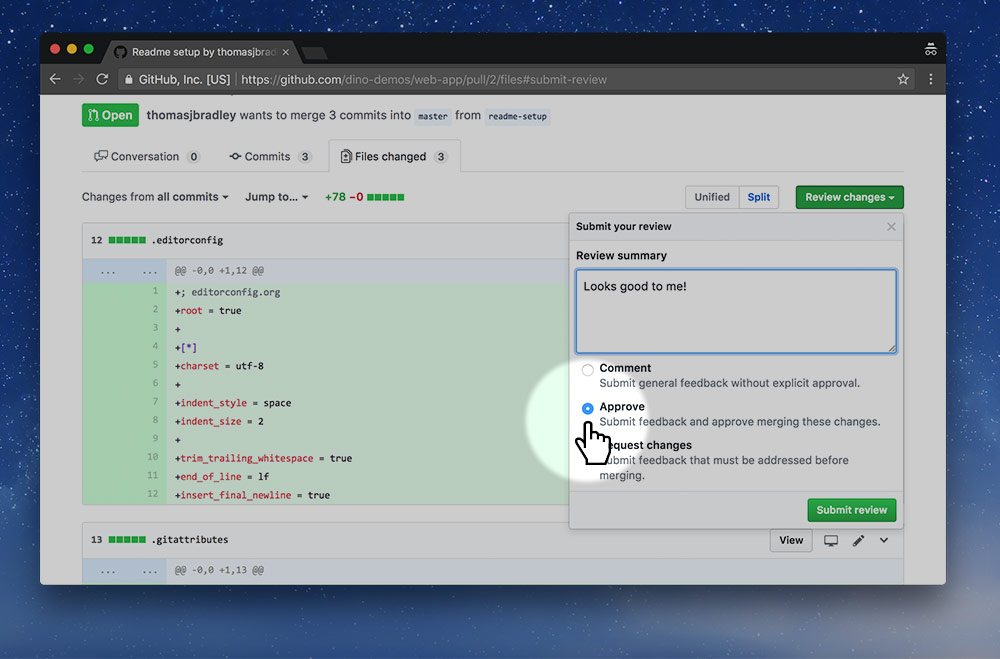 Readme setup by thomasjbrad
GitHub, Inc. [US] https://github.com/dino-demos/web-app/pull/2/files#submit-review
Open thomasjbradley wants to merge 3 commits into master from readme-setup
Conversation 0 Commits 3 Files changed 3
Changes from all commits Jump to... +78 −0 Unified Split Review changes
Submit your review
12 .editorconfig
Review summary
... ... @@ -0,0 +1,12 @@
Looks good to me!
1 +; editorconfig.org
2 +root = true
3 +
4 +[*]
5 +charset = utf-8
6 +
7 +indent_style = space
8 +indent_size = 2
9 +
10 +trim_trailing_whitespace = true
11 +end_of_line = lf
12 +insert_final_newline = true
Comment
Submit general feedback without explicit approval.
Approve
Submit feedback and approve merging these changes.
equest changes
ubmit feedback that must be addressed before
merging.
Submit review
13 .gitattributes View
... ... @@ -0,0 +1,13 @@